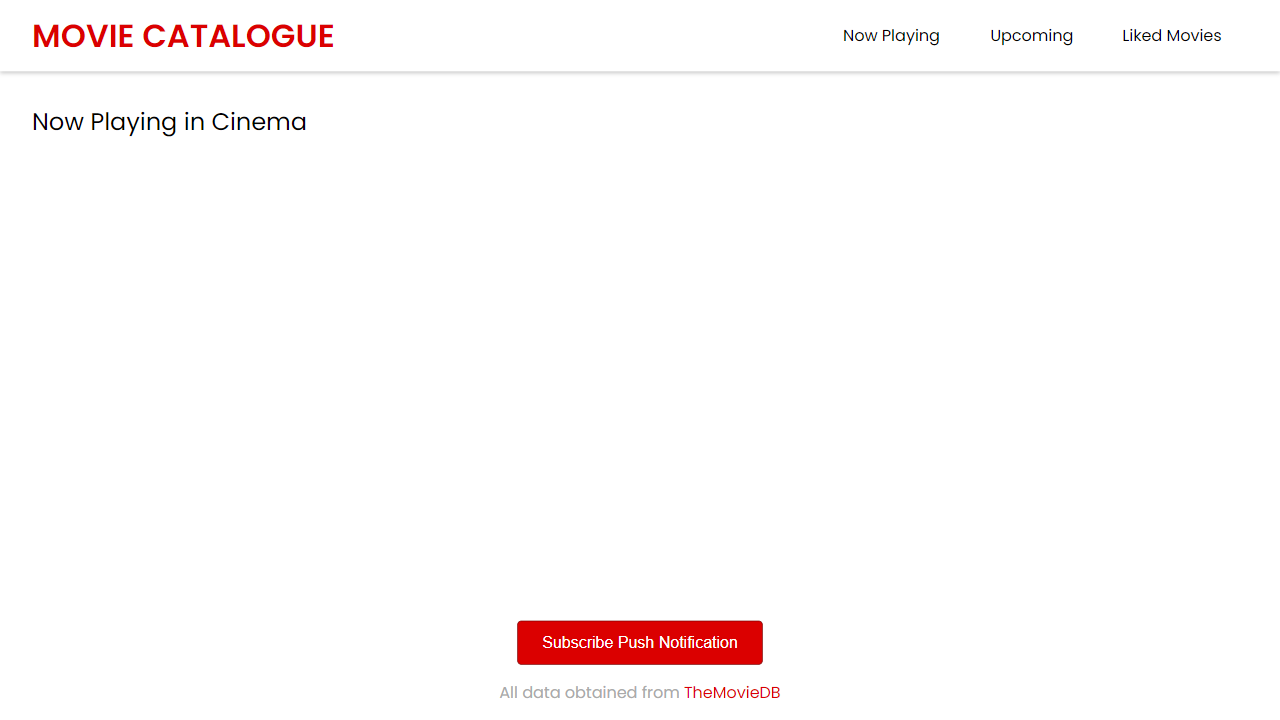 MOVIE CATALOGUE
Now Playing
Upcoming
Liked Movies
Now Playing in Cinema
Subscribe Push Notification
All data obtained from TheMovieDB